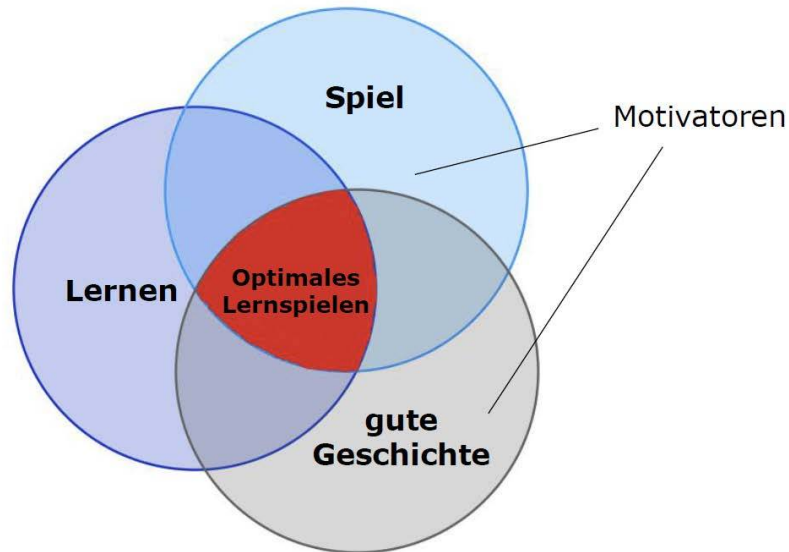 Spiel
Motivatoren
Lernen
Optimales
Lernspielen
gute
Geschichte